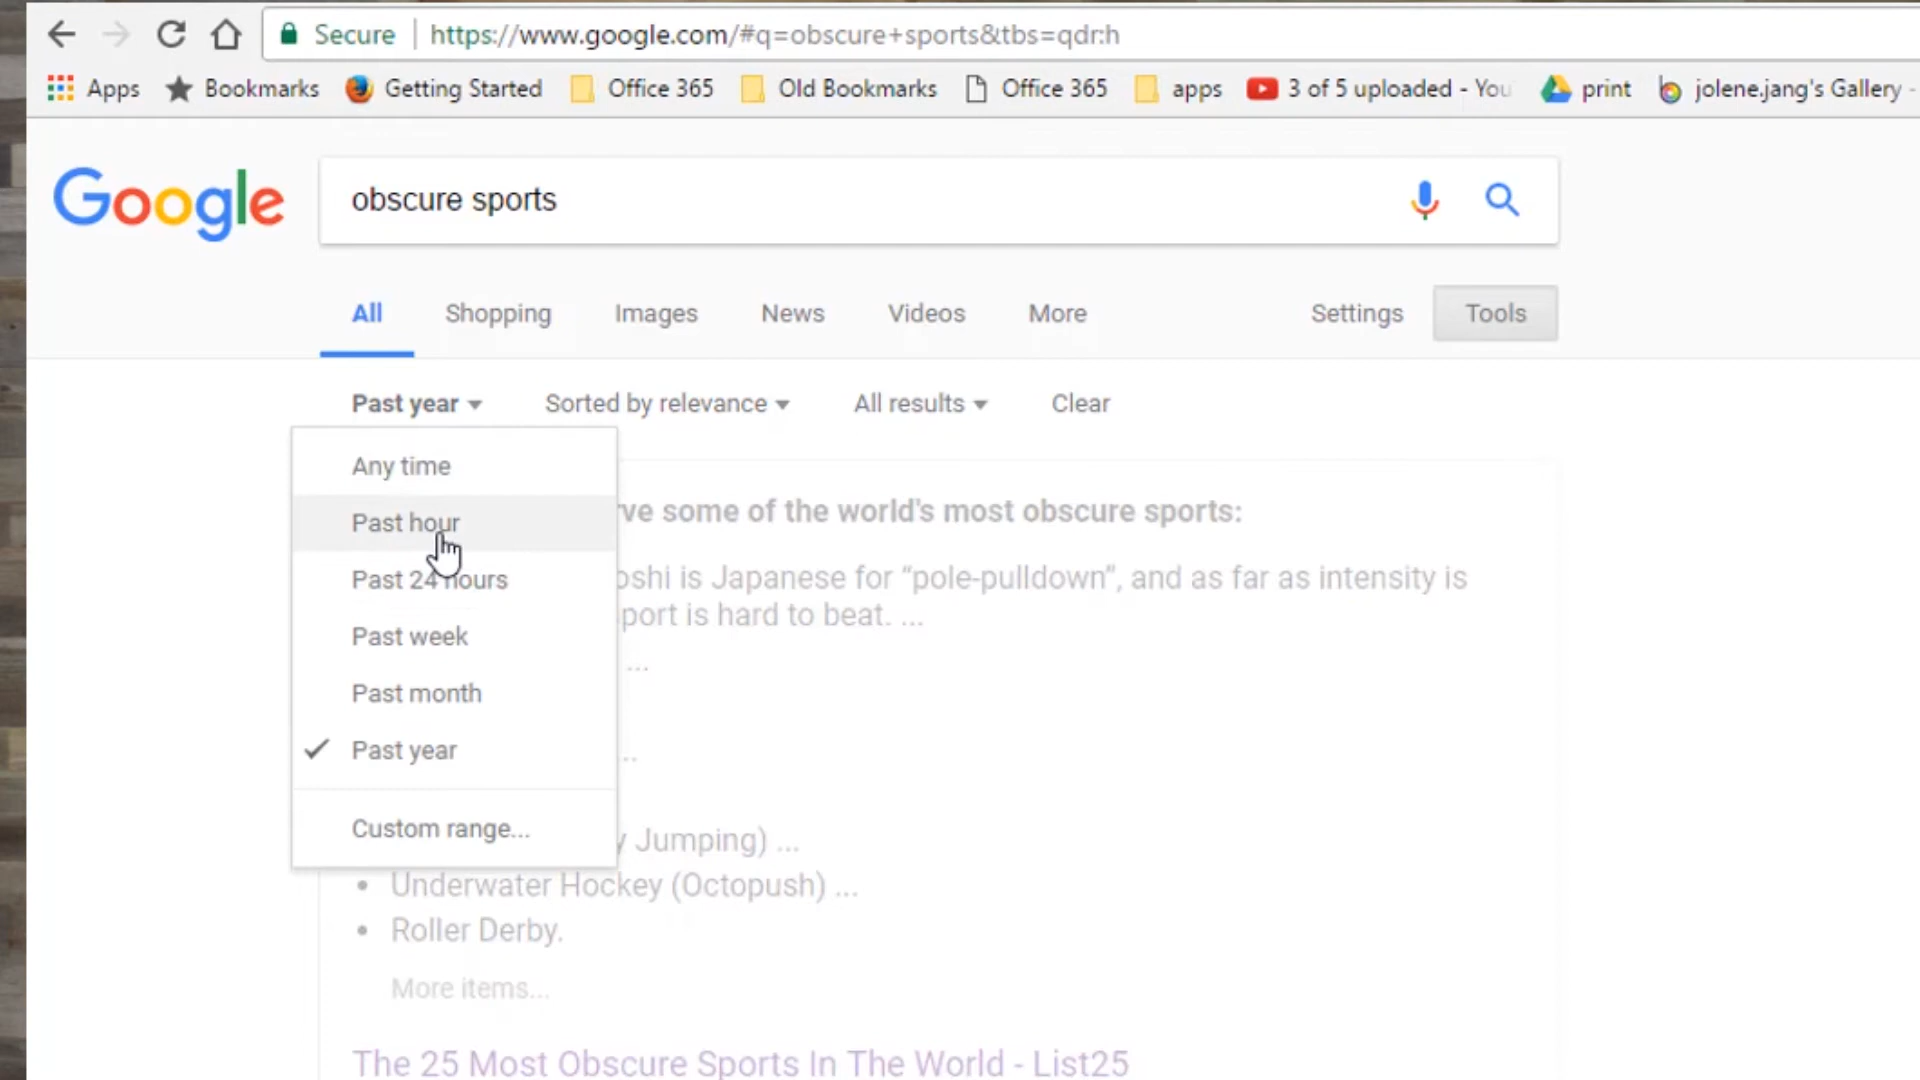 Secure https://www.google.com/#q=obscure+sports&tbs=qdr:h
Apps Bookmarks Getting Started Office 365 Old Bookmarks Office 365 apps 3 of 5 uploaded - You print jolene.jang's Gallery -
Google obscure sports
All Shopping Images News Videos More Settings Tools
Past year Sorted by relevance All results Clear
Any time
Past hour
Past 24 hours
Past week
Past month
Past year
Custom range...
ve some of the world's most obscure sports:
oshi is Japanese for “pole-pulldown”, and as far as intensity is
port is hard to beat. ...
...
..
y Jumping) ...
• Underwater Hockey (Octopush) ...
• Roller Derby.
More items...
The 25 Most Obscure Sports In The World - List25